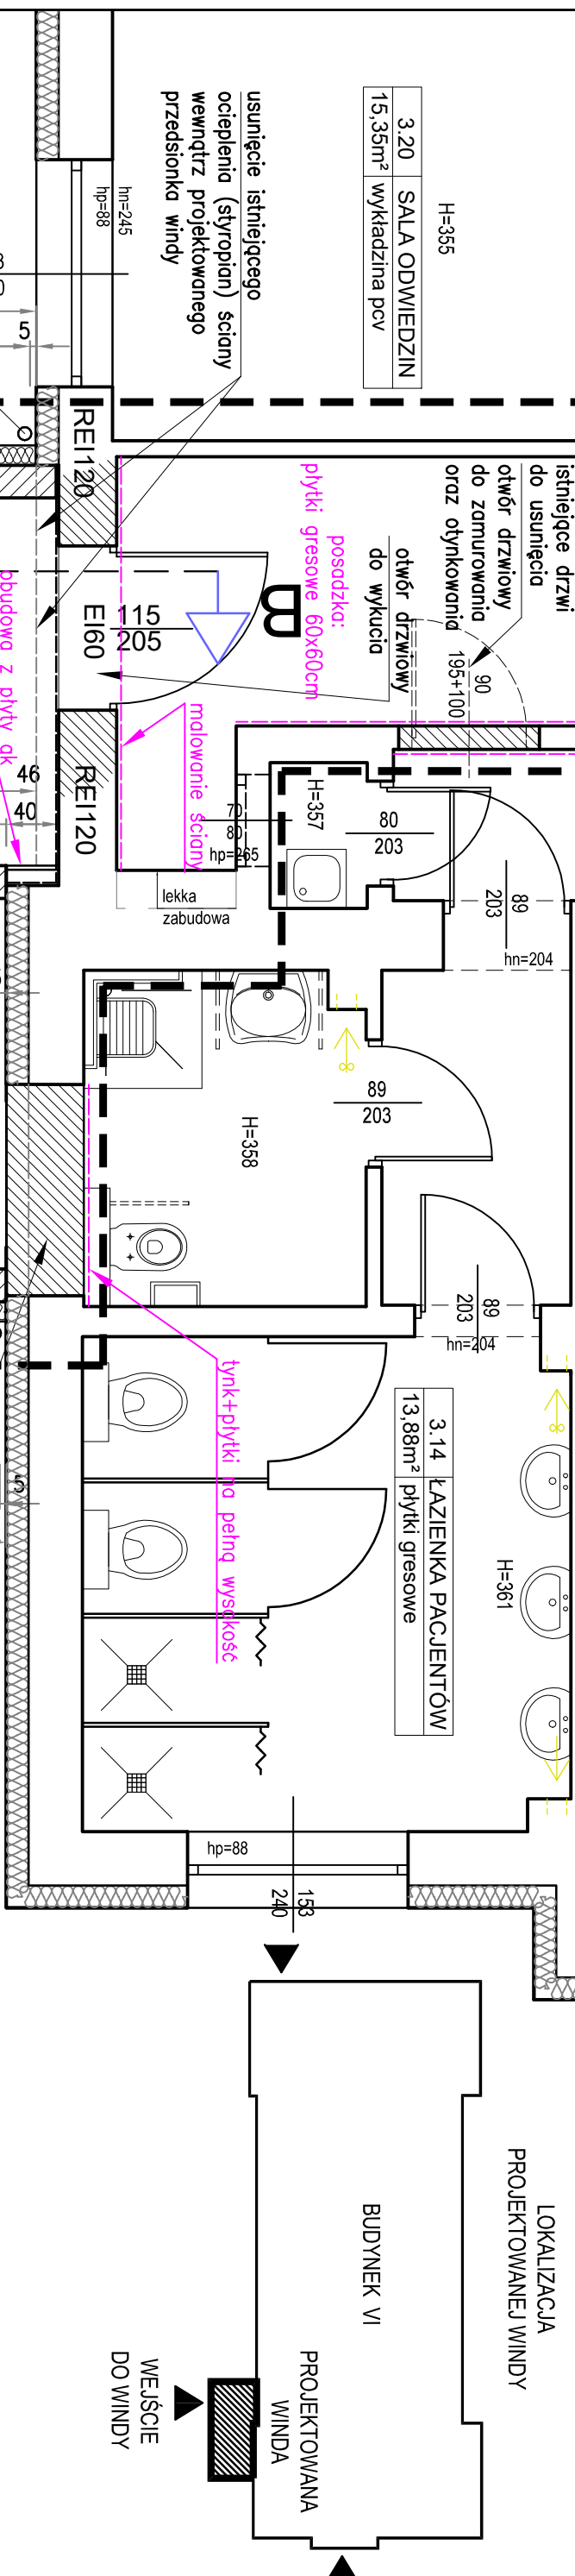 H=355
3.20 SALA ODWIEDZIN
15,35m² wykładzina pcv
usunięcie istniejącego
ocieplenia (styropian) ściany
wewnątrz projektowanego
przedsionka windy
hn=245
hp=88
5
REI120
istniejące drzwi
do usunięcia
otwór drzwiowy
do zamurowania
oraz otynkowania
posadzka:
płytki gresowe 60x60cm
otwór drzwiowy
do wykucia
B
115
205
EI60
90
195+100
malowanie ściany
obudowa z płyty gk
REI120
46
40
70
80
hp=265
H=357
80
203
89
203
hn=204
lekka
zabudowa
89
203
H=358
89
203
hn=204
tynk+płytki na pełną wysokość
3.14 ŁAZIENKA PACJENTÓW
13,88m² płytki gresowe
H=361
5
hp=88
153
240
LOKALIZACJA
PROJEKTOWANEJ WINDY
BUDYNEK VI
PROJEKTOWANA
WINDA
WEJŚCIE
DO WINDY